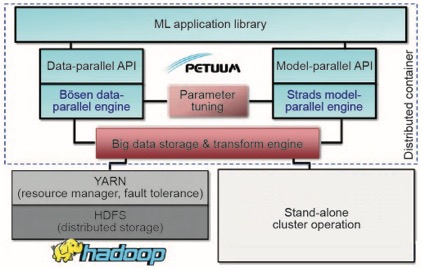 ML application library
Data-parallel API
PETUUM
Model-parallel API
Bösen data-
parallel engine
Parameter
tuning
Strads model-
parallel engine
Distributed container
Big data storage & transform engine
YARN
(resource manager, fault tolerance)
HDFS
(distributed storage)
Stand-alone
cluster operation
hadoop